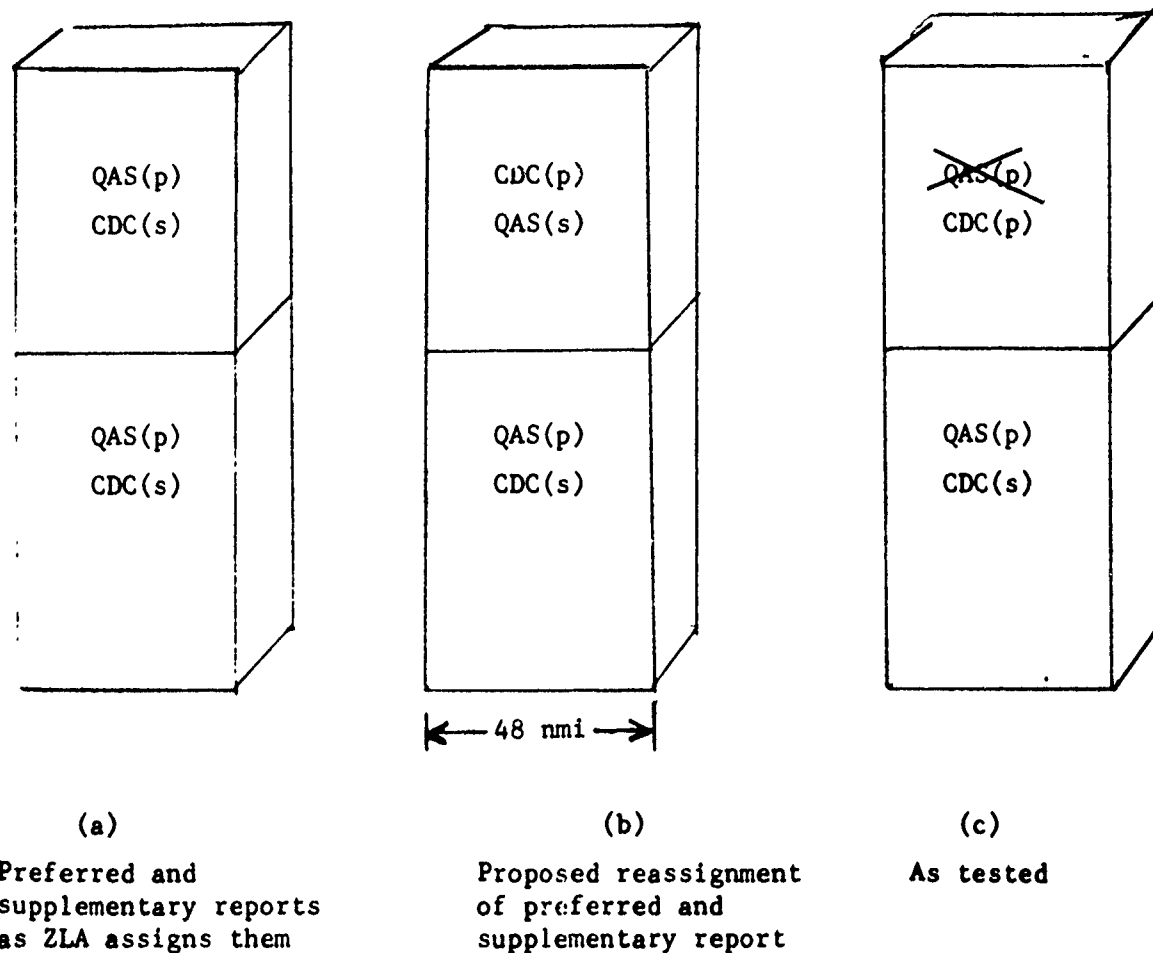 QAS(p)
CDC(s)
QAS(p)
CDC(s)
CDC(p)
QAS(s)
QAS(p)
CDC(s)
48 nmi
QAS(p)
CDC(p)
QAS(p)
CDC(s)
(a)
Preferred and
supplementary reports
as ZLA assigns them
(b)
Proposed reassignment
of preferred and
supplementary report
(c)
As tested